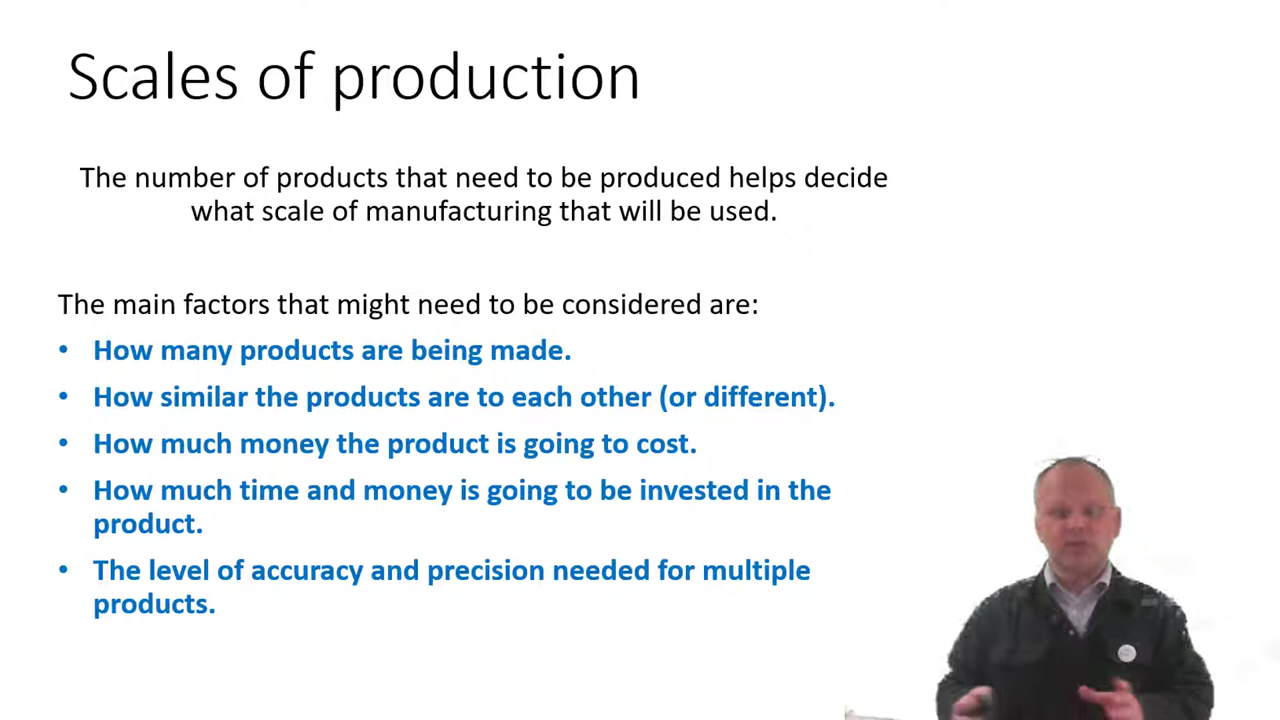 Scales of production
The number of products that need to be produced helps decide
what scale of manufacturing that will be used.
The main factors that might need to be considered are:
• How many products are being made.
• How similar the products are to each other (or different).
• How much money the product is going to cost.
• How much time and money is going to be invested in the
product.
• The level of accuracy and precision needed for multiple
products.